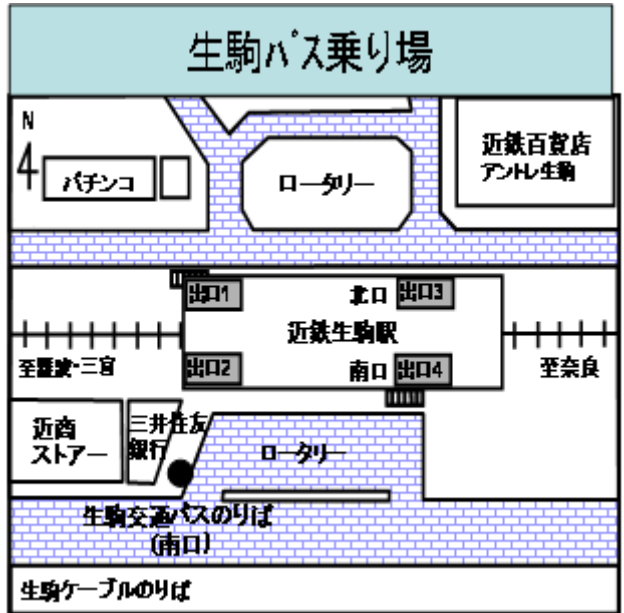 生駒バス乗り場
N
近鉄百貨店
アントレ生駒
パチンコ
ロータリー
出口1
北口 出口3
近鉄生駒駅
至難波・三宮
出口2
南口 出口4
至奈良
近商
ストアー
三井住友
銀行
ロータリー
生駒交通バスのりば
(南口)
生駒ケーブルのりば